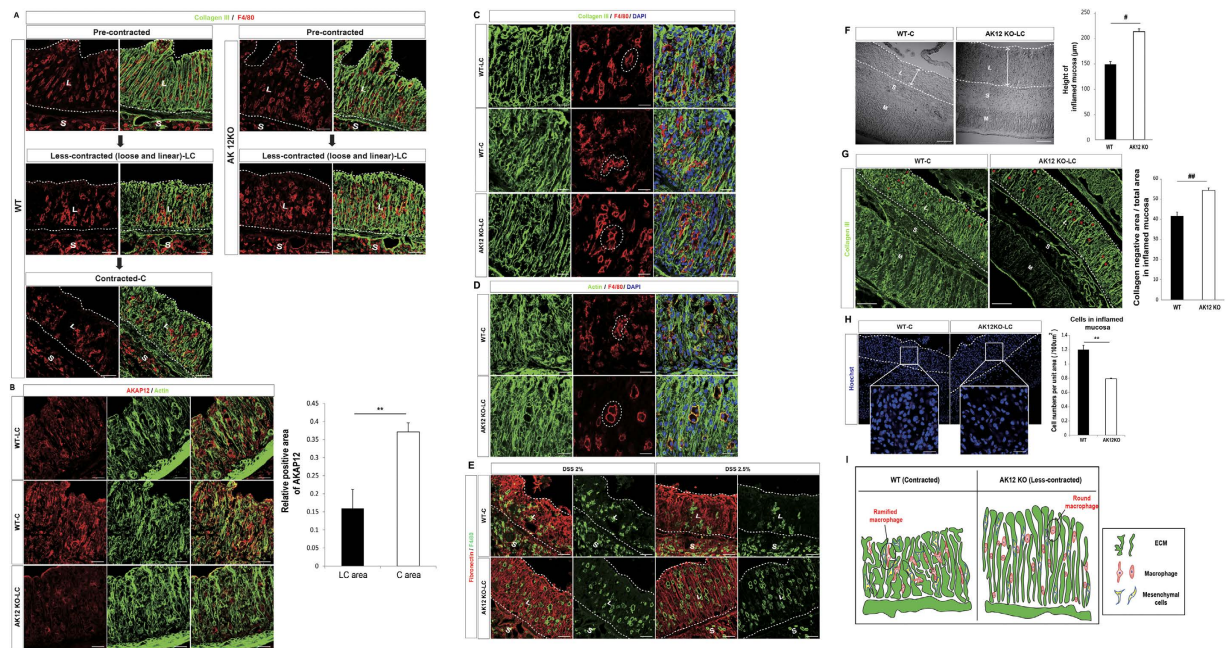 A
Collagen III / F4/80
Pre-contracted
Pre-contracted
WT
AK 12KO
L
S
L
S
L
S
L
S
Less-contracted (loose and linear)-LC
Less-contracted (loose and linear)-LC
L
S
L
S
L
S
L
S
Contracted-C
L
S
L
S
B
AKAP12 / Actin
WT-LC
WT-C
AK12 KO-LC
Relative positive area
of AKAP12
**
0.45
0.4
0.35
0.3
0.25
0.2
0.15
0.1
0.05
0
LC area
C area
C
Collagen III / F4/80/ DAPI
WT-LC
WT-C
AK12 KO-LC
D
Actin / F4/80/ DAPI
WT-C
AK12 KO-LC
E
DSS 2%
DSS 2.5%
Fibronectin / F4/80
WT-C
AK12 KO-LC
L
S
L
S
L
S
L
S
L
S
L
S
L
S
L
S
F
WT-C
AK12 KO-LC
L
S
M
L
S
M
Height of
inflamed mucosa (μm)
#
250
200
150
100
50
0
WT
AK12 KO
G
WT-C
AK12 KO-LC
Collagen III
L
S
M
L
S
M
Collagen negative area / total area
in inflamed mucosa
##
60
50
40
30
20
10
0
WT
AK12 KO
H
WT-C
AK12KO-LC
Hoechst
Cells in inflamed
mucosa
Cell numbers per unit area ( /100um²)
**
1.4
1.2
1
0.8
0.6
0.4
0.2
0
WT
AK12KO
I
WT (Contracted)
AK12 KO (Less-contracted)
Ramified
macrophage
Round
macrophage
ECM
Macrophage
Mesenchymal
cells